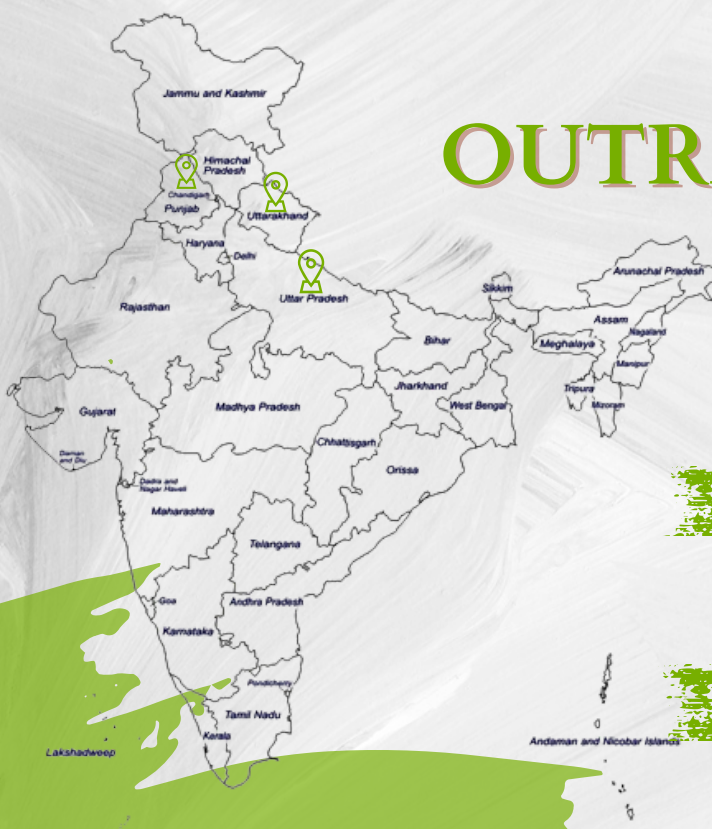 OUTR
Jammu and Kashmir
Himachal
Pradesh
Chandigarh
Punjab
Uttarakhand
Haryana
Delhi
Uttar Pradesh
Rajasthan
Sikkim
Arunachal Pradesh
Assam
Nagaland
Meghalaya
Manipur
Bihar
Tripura
Mizoram
Jharkhand
West Bengal
Gujarat
Madhya Pradesh
Chhattisgarh
Daman
and Diu
Orissa
Dadra and
Nagar Haveli
Maharashtra
Telangana
Goa
Andhra Pradesh
Karnataka
Pondicherry
Tamil Nadu
Kerala
Lakshadweep
Andaman and Nicobar Islands